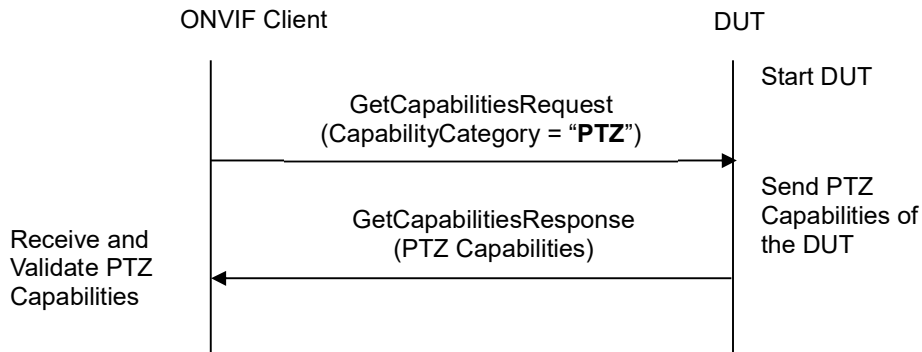 ONVIF Client
DUT
Start DUT
GetCapabilitiesRequest
(CapabilityCategory = “PTZ”)
Send PTZ
Capabilities of
the DUT
GetCapabilitiesResponse
(PTZ Capabilities)
Receive and
Validate PTZ
Capabilities